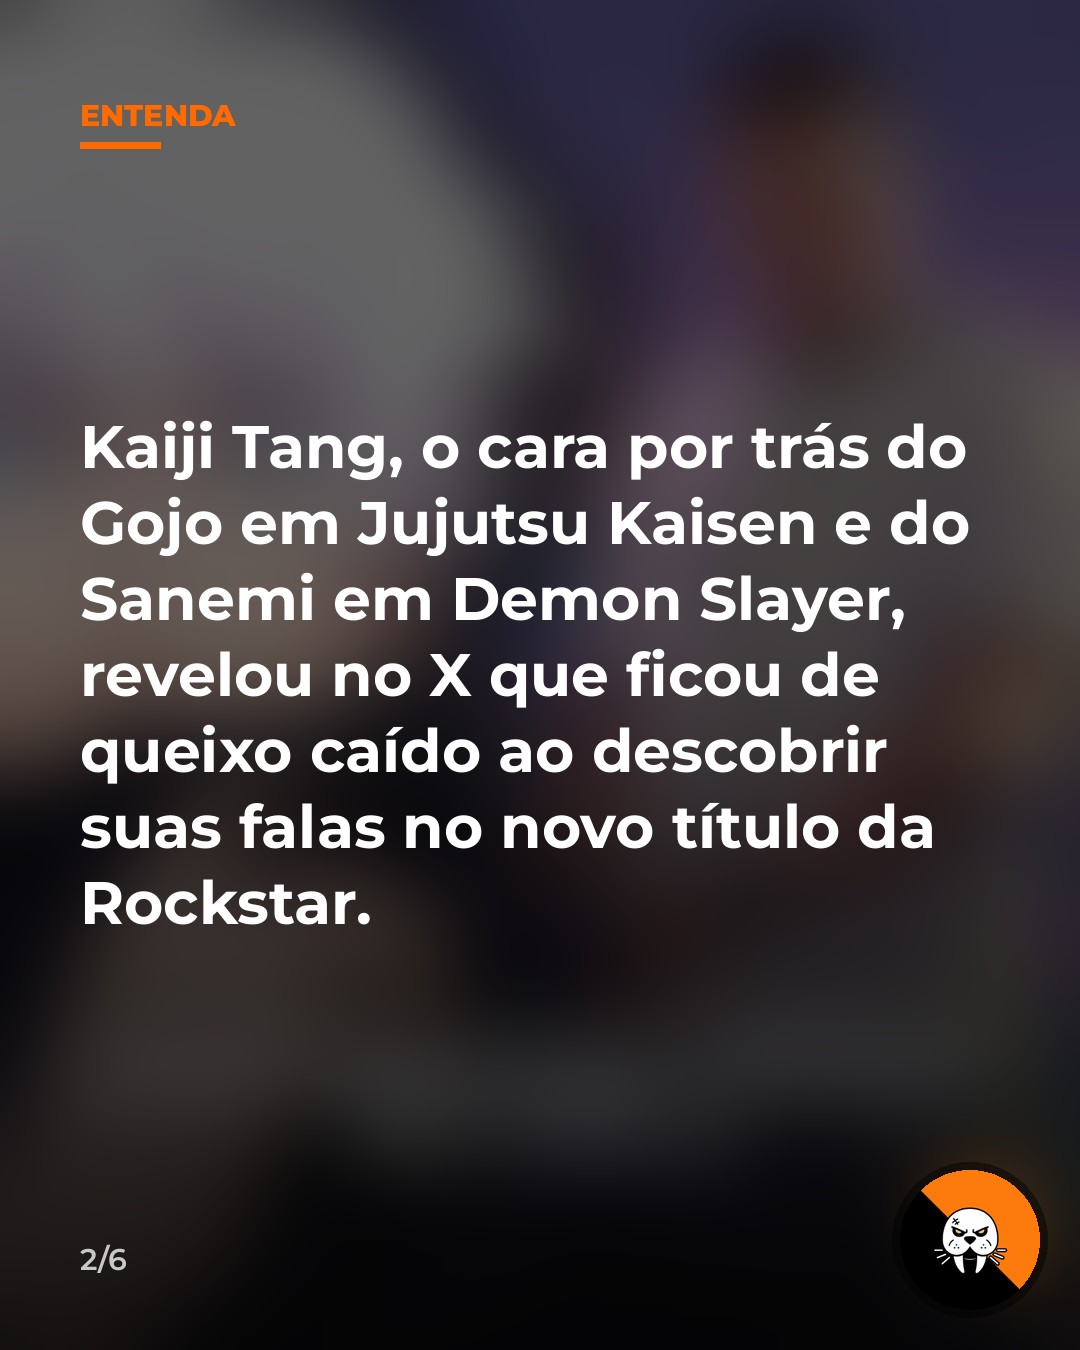 ENTENDA
Kaiji Tang, o cara por trás do
Gojo em Jujutsu Kaisen e do
Sanemi em Demon Slayer,
revelou no X que ficou de
queixo caído ao descobrir
suas falas no novo título da
Rockstar.
2/6